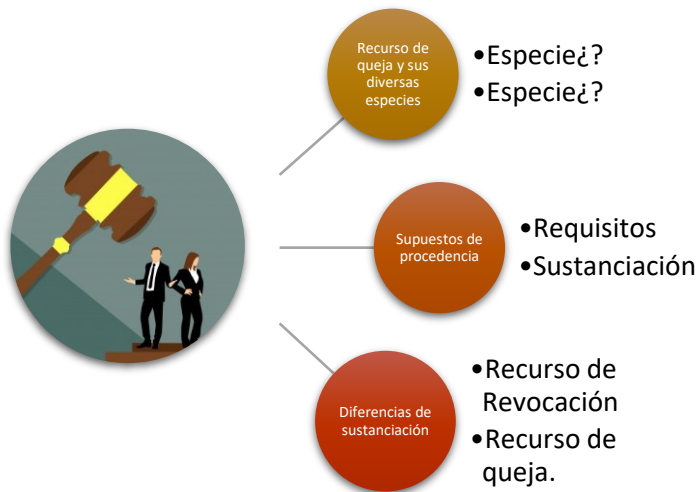 Recurso de
queja y sus
diversas
especies
•Especie¿?
•Especie¿?
Supuestos de
procedencia
•Requisitos
•Sustanciación
Diferencias de
sustanciación
•Recurso de
Revocación
•Recurso de
queja.